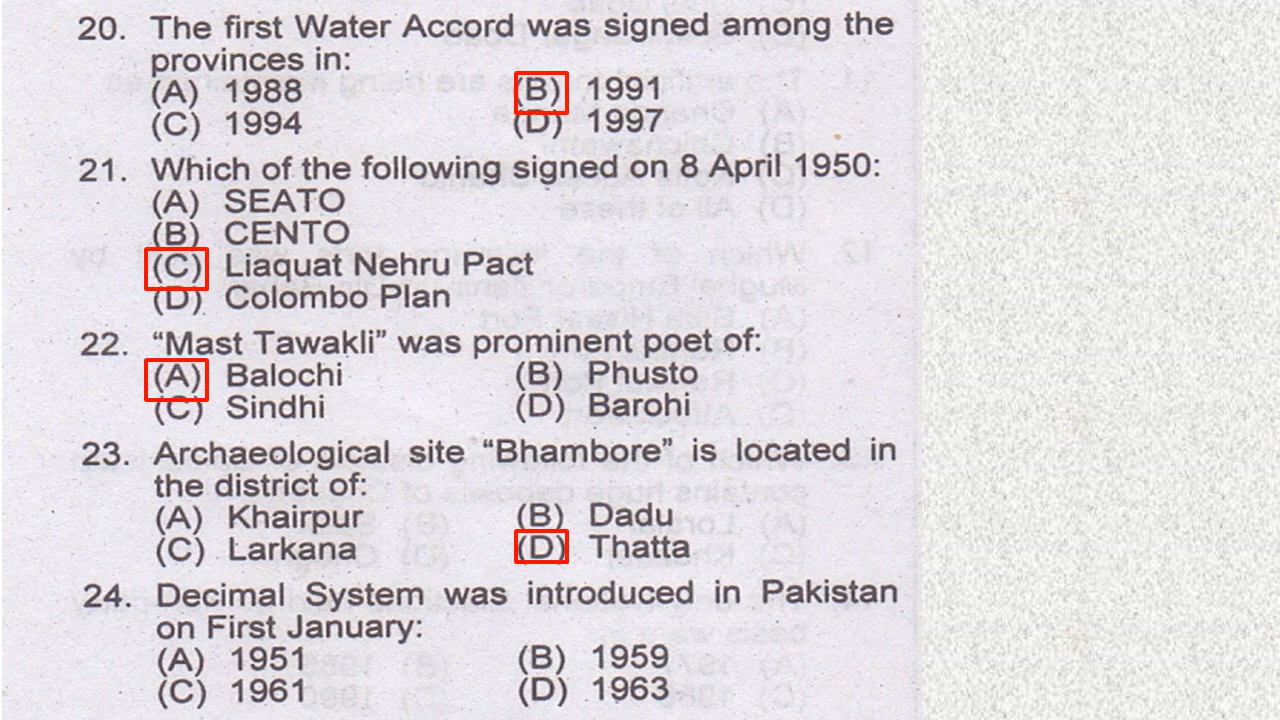 20. The first Water Accord was signed among the
provinces in:
(A) 1988 (B) 1991
(C) 1994 (D) 1997
21. Which of the following signed on 8 April 1950:
(A) SEATO
(B) CENTO
(C) Liaquat Nehru Pact
(D) Colombo Plan
22. “Mast Tawakli” was prominent poet of:
(A) Balochi (B) Phusto
(C) Sindhi (D) Barohi
23. Archaeological site “Bhambore” is located in
the district of:
(A) Khairpur (B) Dadu
(C) Larkana (D) Thatta
24. Decimal System was introduced in Pakistan
on First January:
(A) 1951 (B) 1959
(C) 1961 (D) 1963